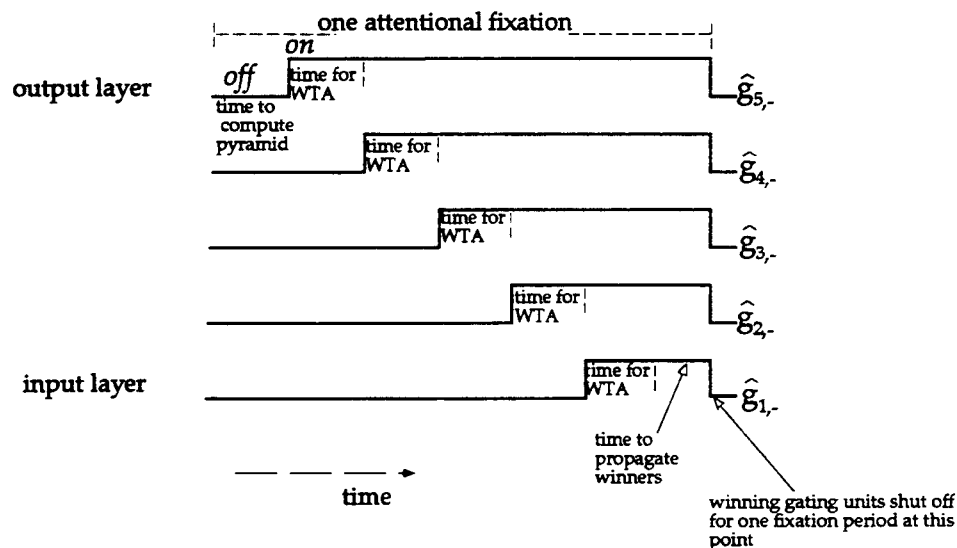 one attentional fixation
on
output layer
off
time for
WTA
ĝ5,-
time to
compute
pyramid
time for
WTA
ĝ4,-
time for
WTA
ĝ3,-
time for
WTA
ĝ2,-
input layer
time for
WTA
ĝ1,-
time to
propagate
winners
time
winning gating units shut off
for one fixation period at this
point